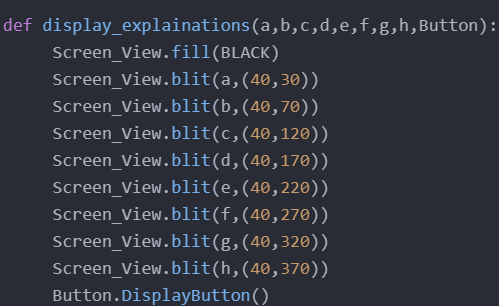 def display_explainations(a,b,c,d,e,f,g,h,Button):
Screen_View.fill(BLACK)
Screen_View.blit(a,(40,30))
Screen_View.blit(b,(40,70))
Screen_View.blit(c,(40,120))
Screen_View.blit(d,(40,170))
Screen_View.blit(e,(40,220))
Screen_View.blit(f,(40,270))
Screen_View.blit(g,(40,320))
Screen_View.blit(h,(40,370))
Button.DisplayButton()